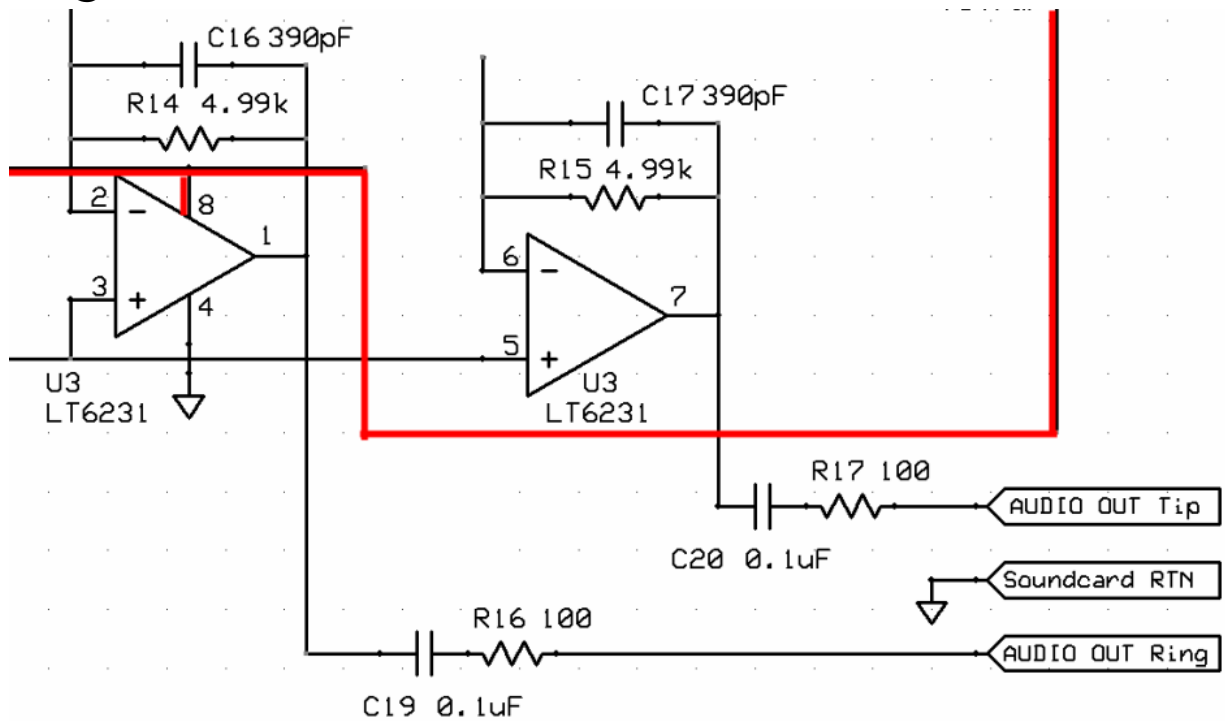 C16 390pF
R14 4.99k
C17 390pF
R15 4.99k
2
8
1
3
4
6
7
5
U3
LT6231
U3
LT6231
R17 100
AUDIO OUT Tip
C20 0.1uF
Soundcard RTN
R16 100
AUDIO OUT Ring
C19 0.1uF